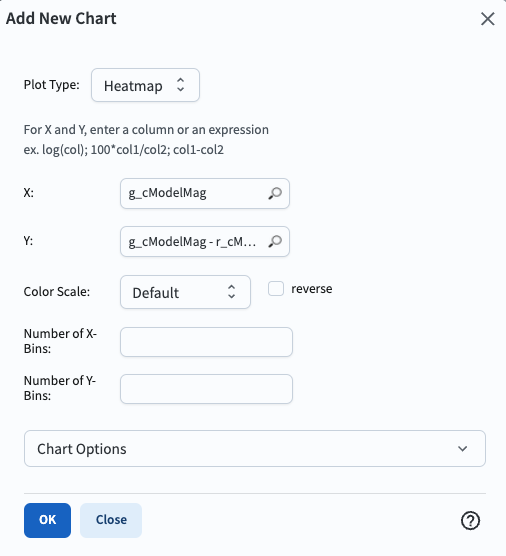 Add New Chart
Plot Type: Heatmap
For X and Y, enter a column or an expression
ex. log(col); 100*col1/col2; col1-col2
X: g_cModelMag
Y: g_cModelMag - r_cM...
Color Scale: Default reverse
Number of X-
Bins:
Number of Y-
Bins:
Chart Options
OK Close